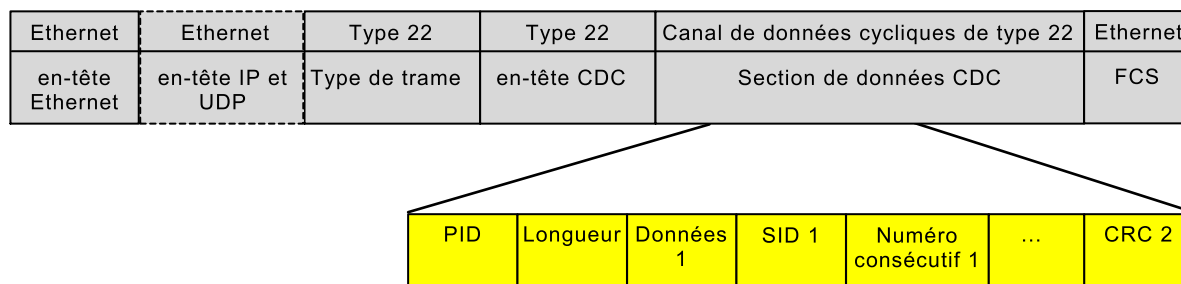 Ethernet Ethernet Type 22 Type 22 Canal de données cycliques de type 22 Ethernet
en-tête en-tête IP et Type de trame en-tête CDC Section de données CDC FCS
Ethernet UDP
PID Longueur Données SID 1 Numéro ... CRC 2
1 consécutif 1